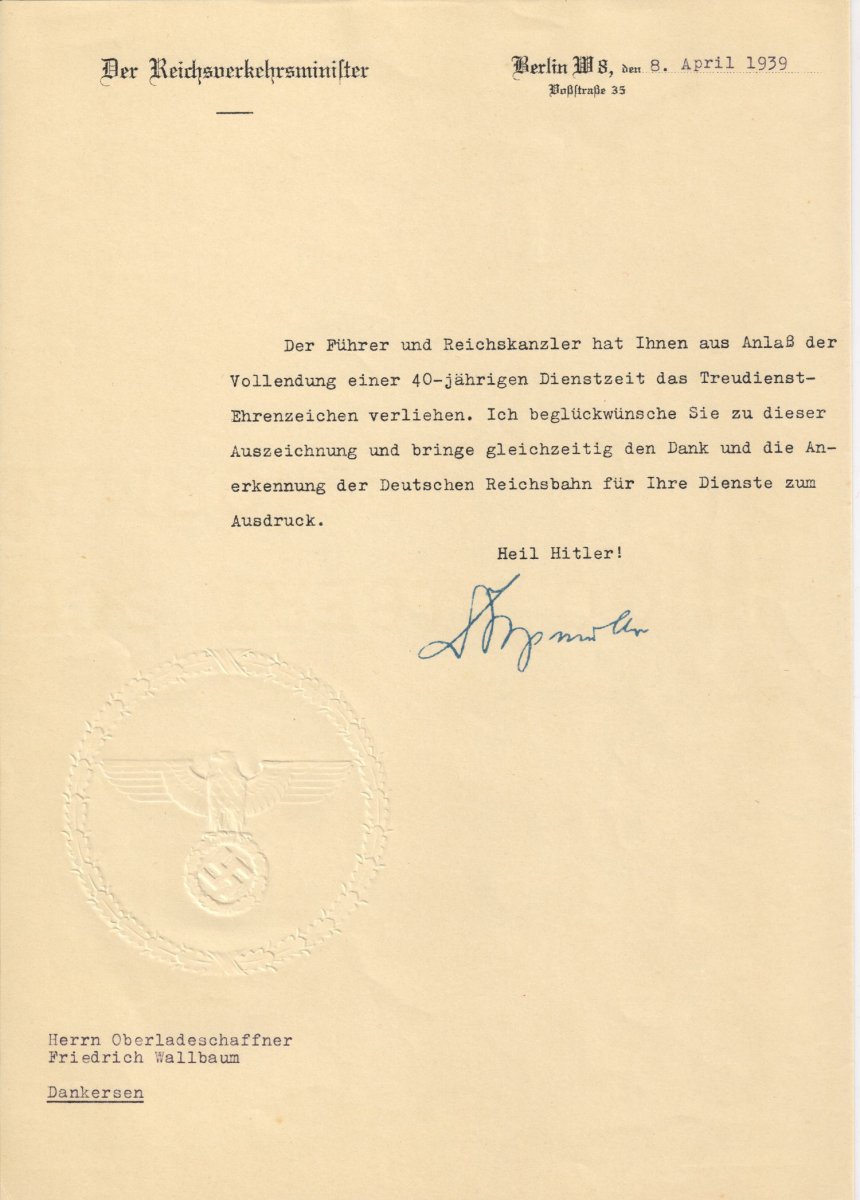 Der Reichsverkehrsminister
Berlin W 8, den 8. April 1939
Voßstraße 35
Der Führer und Reichskanzler hat Ihnen aus Anlaß der
Vollendung einer 40-jährigen Dienstzeit das Treudienst-
Ehrenzeichen verliehen. Ich beglückwünsche Sie zu dieser
Auszeichnung und bringe gleichzeitig den Dank und die An-
erkennung der Deutschen Reichsbahn für Ihre Dienste zum
Ausdruck.
Heil Hitler!
Herrn Oberladeschaffner
Friedrich Wallbaum
Dankersen